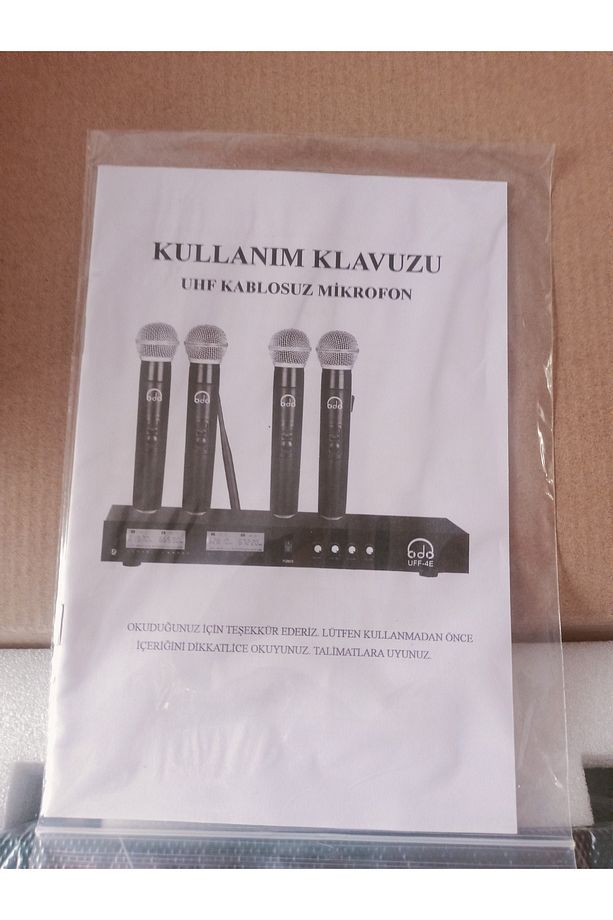 KULLANIM KLAVUZU
UHF KABLOSUZ MİKROFON
UFF-4E
OKUDUĞUNUZ İÇİN TEŞEKKÜR EDERİZ. LÜTFEN KULLANMADAN ÖNCE
İÇERİĞİNİ DİKKATLİCE OKUYUNUZ. TALİMATLARA UYUNUZ.